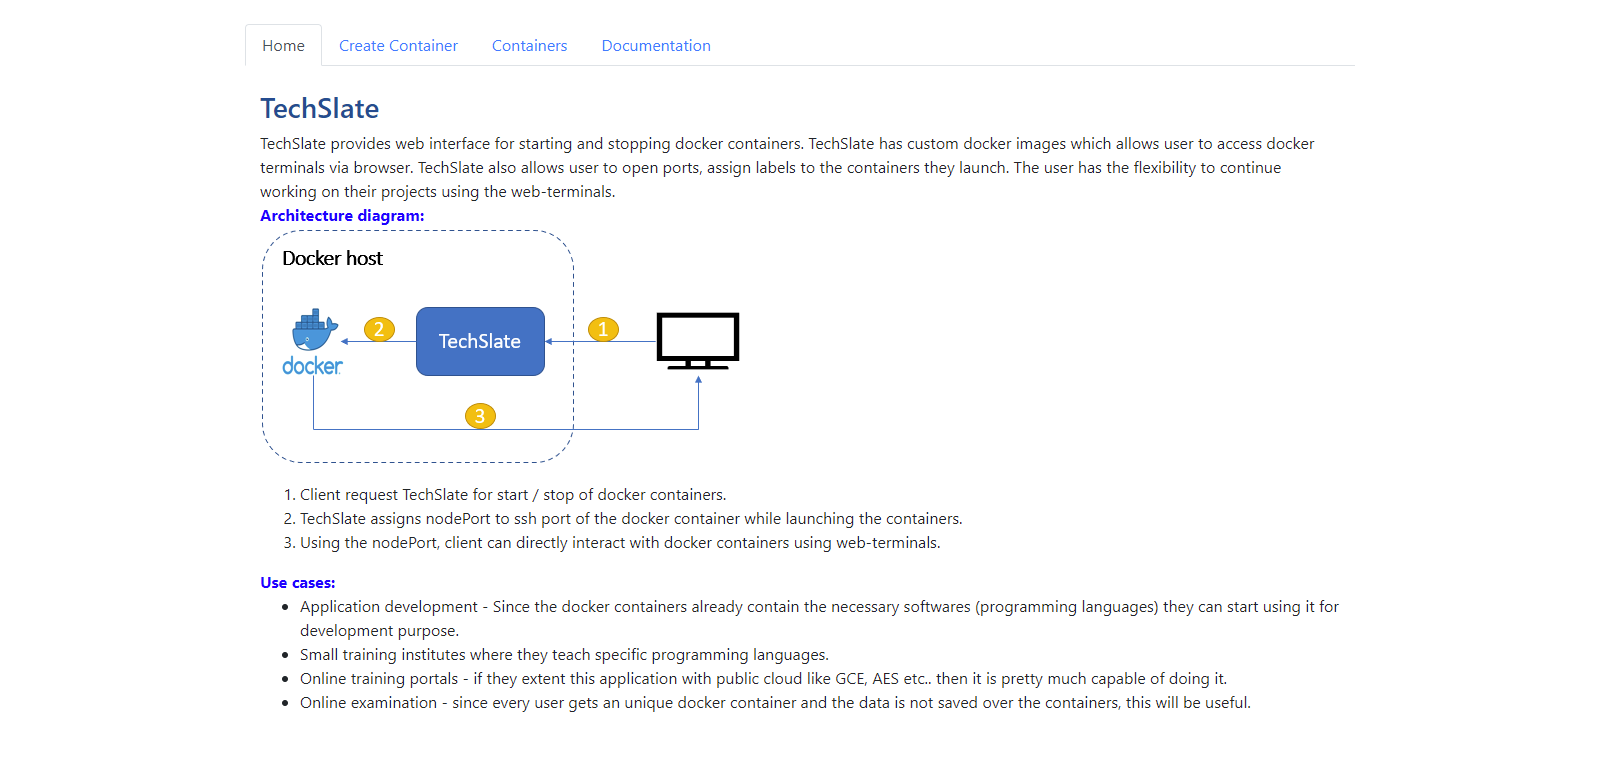 Home Create Container Containers Documentation
TechSlate
TechSlate provides web interface for starting and stopping docker containers. TechSlate has custom docker images which allows user to access docker
terminals via browser. TechSlate also allows user to open ports, assign labels to the containers they launch. The user has the flexibility to continue
working on their projects using the web-terminals.
Architecture diagram:
Docker host
2
TechSlate
1
docker
3
1. Client request TechSlate for start / stop of docker containers.
2. TechSlate assigns nodePort to ssh port of the docker container while launching the containers.
3. Using the nodePort, client can directly interact with docker containers using web-terminals.
Use cases:
• Application development - Since the docker containers already contain the necessary softwares (programming languages) they can start using it for
development purpose.
• Small training institutes where they teach specific programming languages.
• Online training portals - if they extent this application with public cloud like GCE, AES etc.. then it is pretty much capable of doing it.
• Online examination - since every user gets an unique docker container and the data is not saved over the containers, this will be useful.